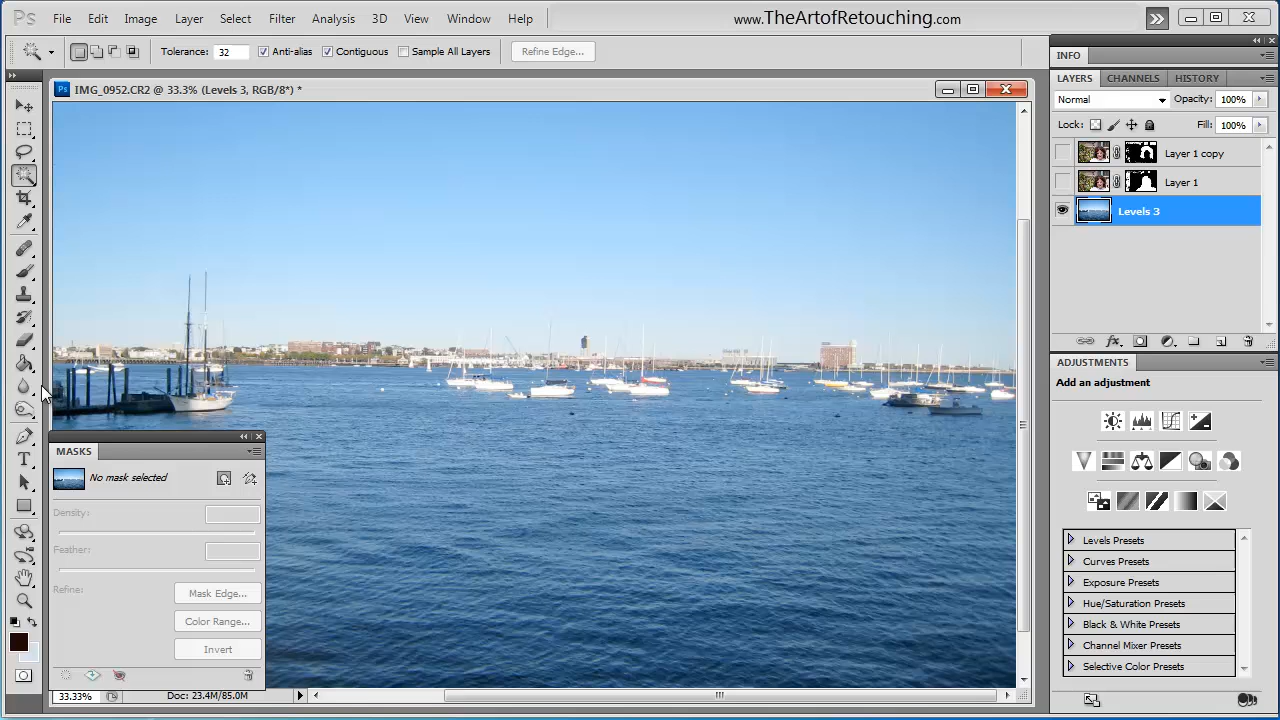 Ps File Edit Image Layer Select Filter Analysis 3D View Window Help www.TheArtofRetouching.com
Tolerance: 32 Anti-alias Contiguous Sample All Layers Refine Edge...
INFO
Ps IMG_0952.CR2 @ 33.3% (Levels 3, RGB/8*) *
LAYERS CHANNELS HISTORY
Normal Opacity: 100%
Lock: Fill: 100%
Layer 1 copy
Layer 1
Levels 3
fx
ADJUSTMENTS
Add an adjustment
MASKS
No mask selected
Density:
Feather:
Refine: Mask Edge...
Color Range...
Invert
T
Levels Presets
Curves Presets
Exposure Presets
Hue/Saturation Presets
Black & White Presets
Channel Mixer Presets
Selective Color Presets
33.33% Doc: 23.4M/85.0M